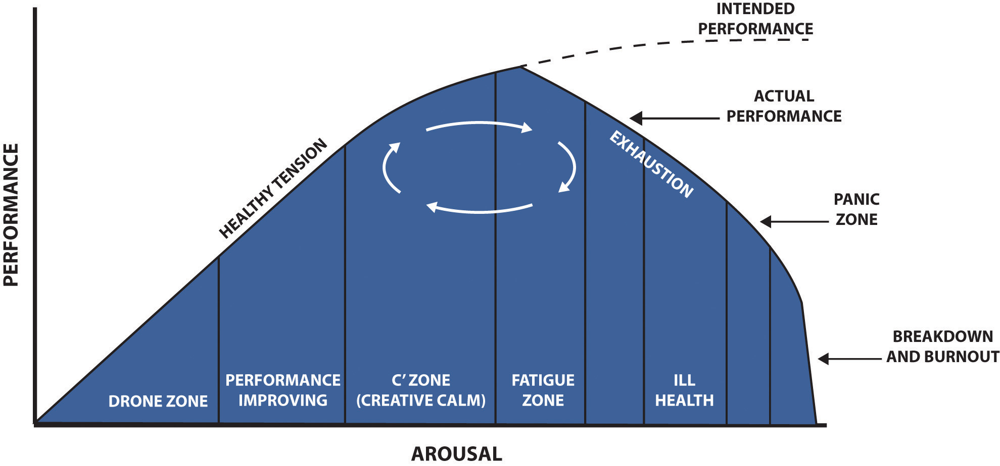 INTENDED
PERFORMANCE
ACTUAL
PERFORMANCE
HEALTHY TENSION
EXHAUSTION
PANIC
ZONE
PERFORMANCE
BREAKDOWN
AND BURNOUT
DRONE ZONE
PERFORMANCE
IMPROVING
C’ ZONE
(CREATIVE CALM)
FATIGUE
ZONE
ILL
HEALTH
AROUSAL